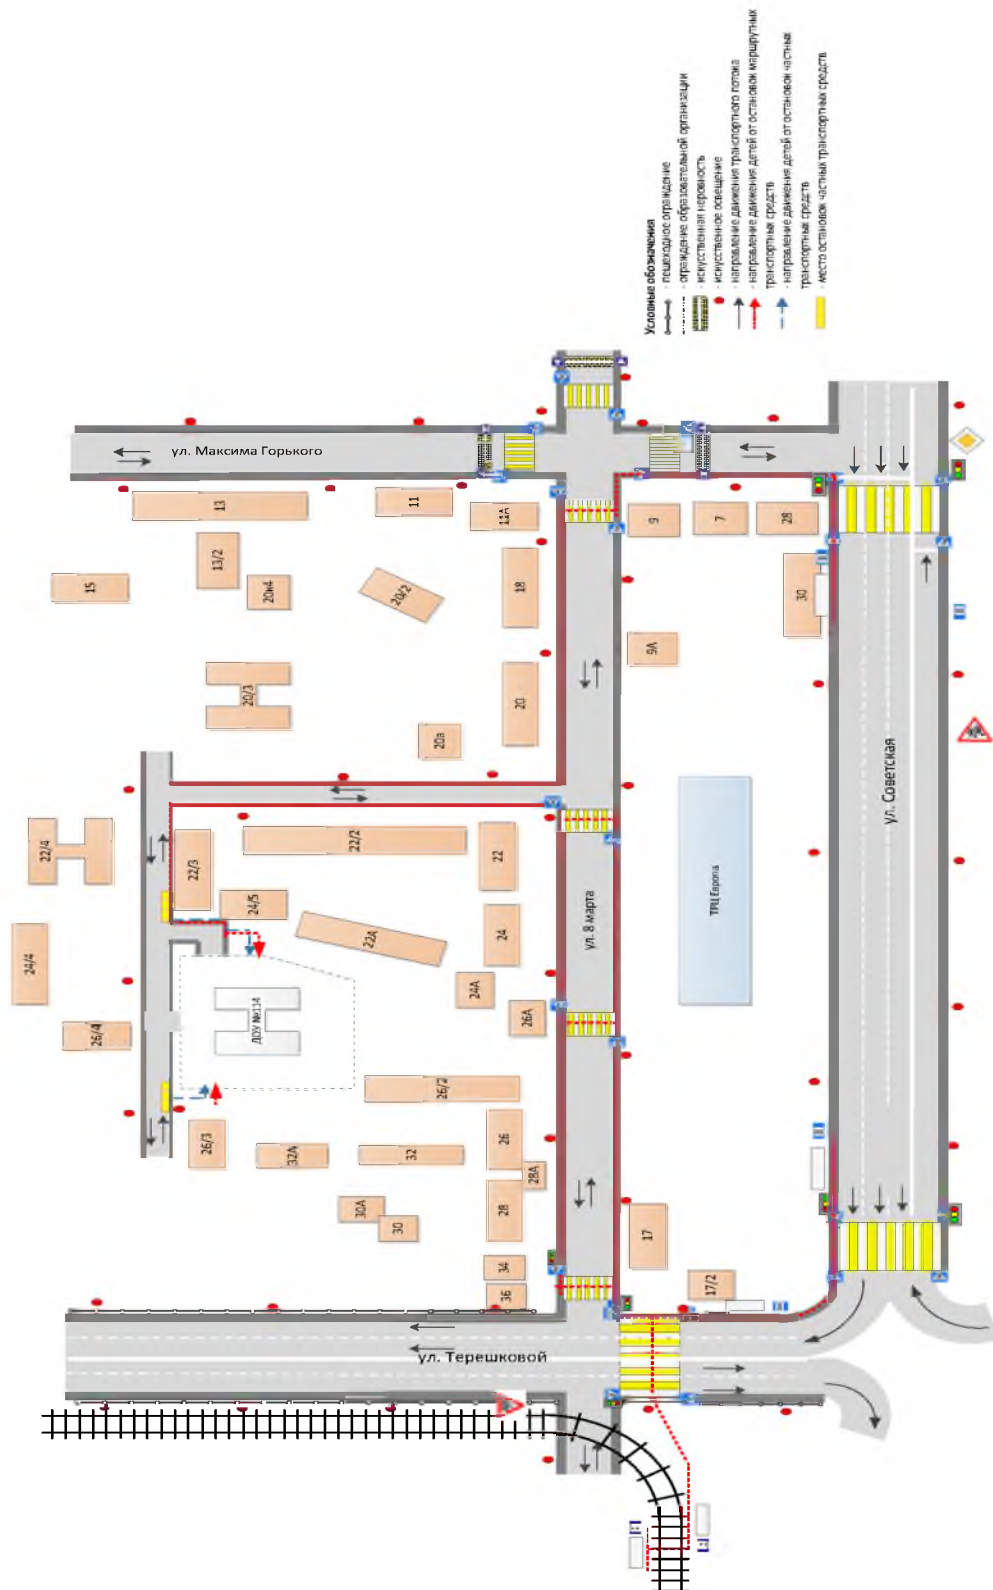 Условные обозначения
- пешеходное ограждение
- ограждение образовательной организации
- искусственная неровность
- искусственное освещение
- направление движения транспортного потока
- направление движения детей от остановок маршрутных
транспортных средств
- направление движения детей от остановок частных
транспортных средств
- место остановок частных транспортных средств
ул. Максима Горького
13
11
11А
15
13/2
20и4
20/2
18
20/3
20
20а
9
7
28
30
9А
22/4
22/3
22/2
22
24/5
24/4
22А
24
24А
26А
26/4
ДОУ №114
ул. 8 марта
ТРЦ Европа
ул. Советская
26/3
26/2
32А
32
26
28А
28
30А
30
34
36
17
17/2
ул. Терешковой